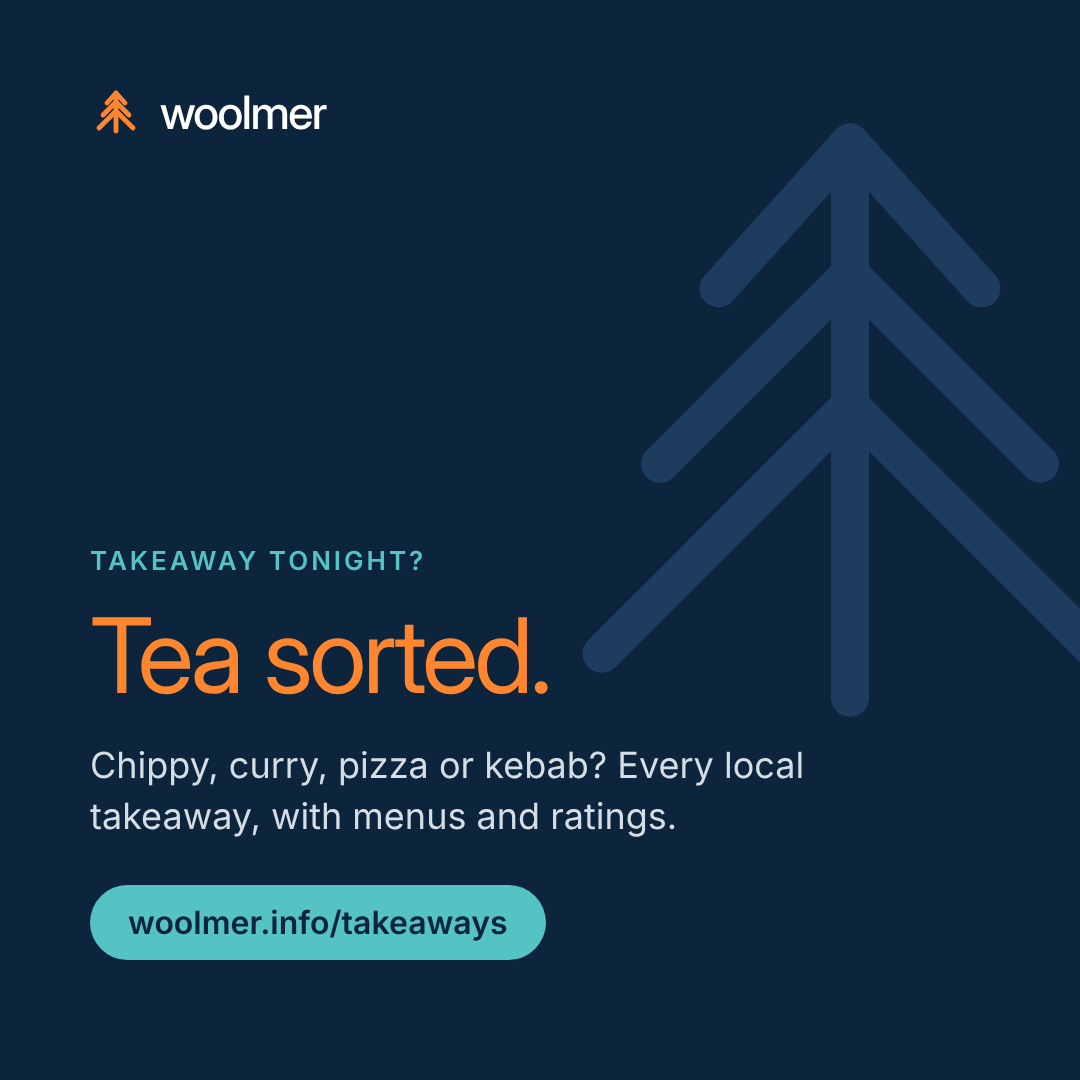 woolmer
TAKEAWAY TONIGHT?
Tea sorted.
Chippy, curry, pizza or kebab? Every local
takeaway, with menus and ratings.
woolmer.info/takeaways